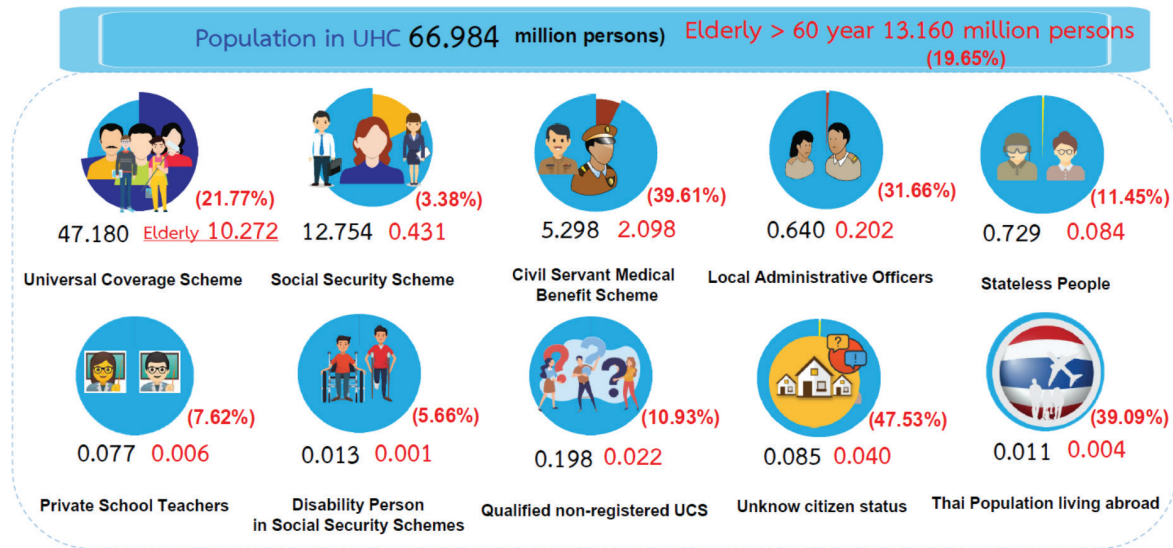 Population in UHC 66.984 million persons) Elderly > 60 year 13.160 million persons
(19.65%)
(21.77%) (3.38%) (39.61%) (31.66%) (11.45%)
47.180 Elderly 10.272 12.754 0.431 5.298 2.098 0.640 0.202 0.729 0.084
Universal Coverage Scheme
Social Security Scheme
Civil Servant Medical
Benefit Scheme
Local Administrative Officers
Stateless People
? !
? ? ?
(7.62%) (5.66%) (10.93%) (47.53%) (39.09%)
0.077 0.006 0.013 0.001 0.198 0.022 0.085 0.040 0.011 0.004
Private School Teachers
Disability Person
in Social Security Schemes
Qualified non-registered UCS
Unknow citizen status
Thai Population living abroad